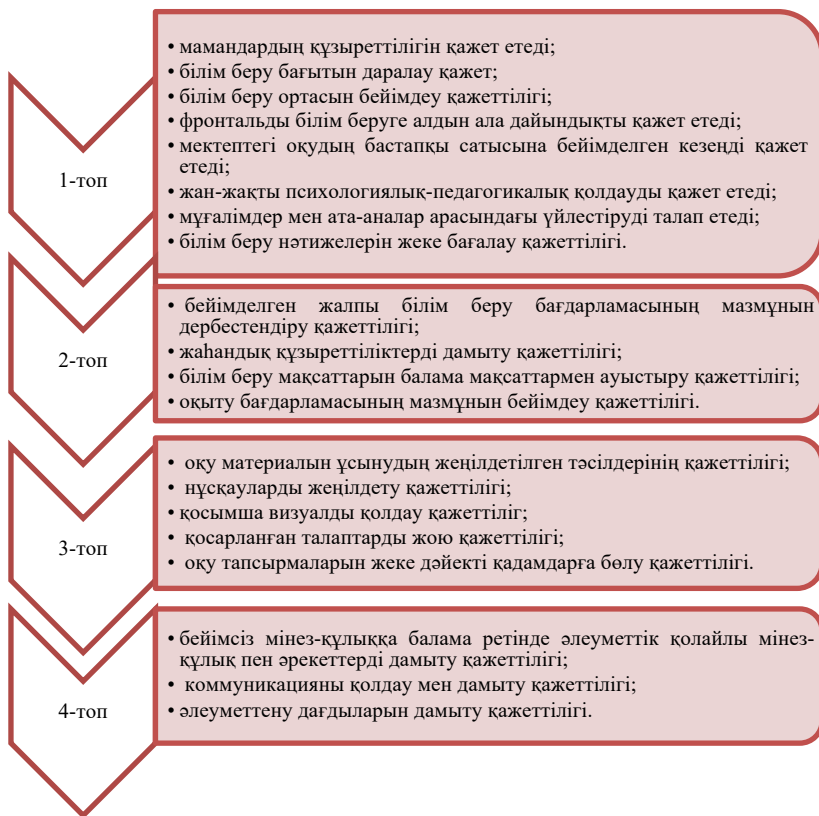 1-топ
• мамандардың құзыреттілігін қажет етеді;
• білім беру бағытын даралау қажет;
• білім беру ортасын бейімдеу қажеттілігі;
• фронтальды білім беруге алдын ала дайындықты қажет етеді;
• мектептегі оқудың бастапқы сатысына бейімделген кезеңді қажет
етеді;
• жан-жақты психологиялық-педагогикалық қолдауды қажет етеді;
• мұғалімдер мен ата-аналар арасындағы үйлестіруді талап етеді;
• білім беру нәтижелерін жеке бағалау қажеттілігі.
2-топ
• бейімделген жалпы білім беру бағдарламасының мазмұнын
дербестендіру қажеттілігі;
• жаһандық құзыреттіліктерді дамыту қажеттілігі;
• білім беру мақсаттарын балама мақсаттармен ауыстыру қажеттілігі;
• оқыту бағдарламасының мазмұнын бейімдеу қажеттілігі.
3-топ
• оқу материалын ұсынудың жеңілдетілген тәсілдерінің қажеттілігі;
• нұсқауларды жеңілдету қажеттілігі;
• қосымша визуалды қолдау қажеттіліг;
• қосарланған талаптарды жою қажеттілігі;
• оқу тапсырмаларын жеке дәйекті қадамдарға бөлу қажеттілігі.
4-топ
• бейімсіз мінез-құлыққа балама ретінде әлеуметтік қолайлы мінез-
құлық пен әрекеттерді дамыту қажеттілігі;
• коммуникацияны қолдау мен дамыту қажеттілігі;
• әлеуметтену дағдыларын дамыту қажеттілігі.